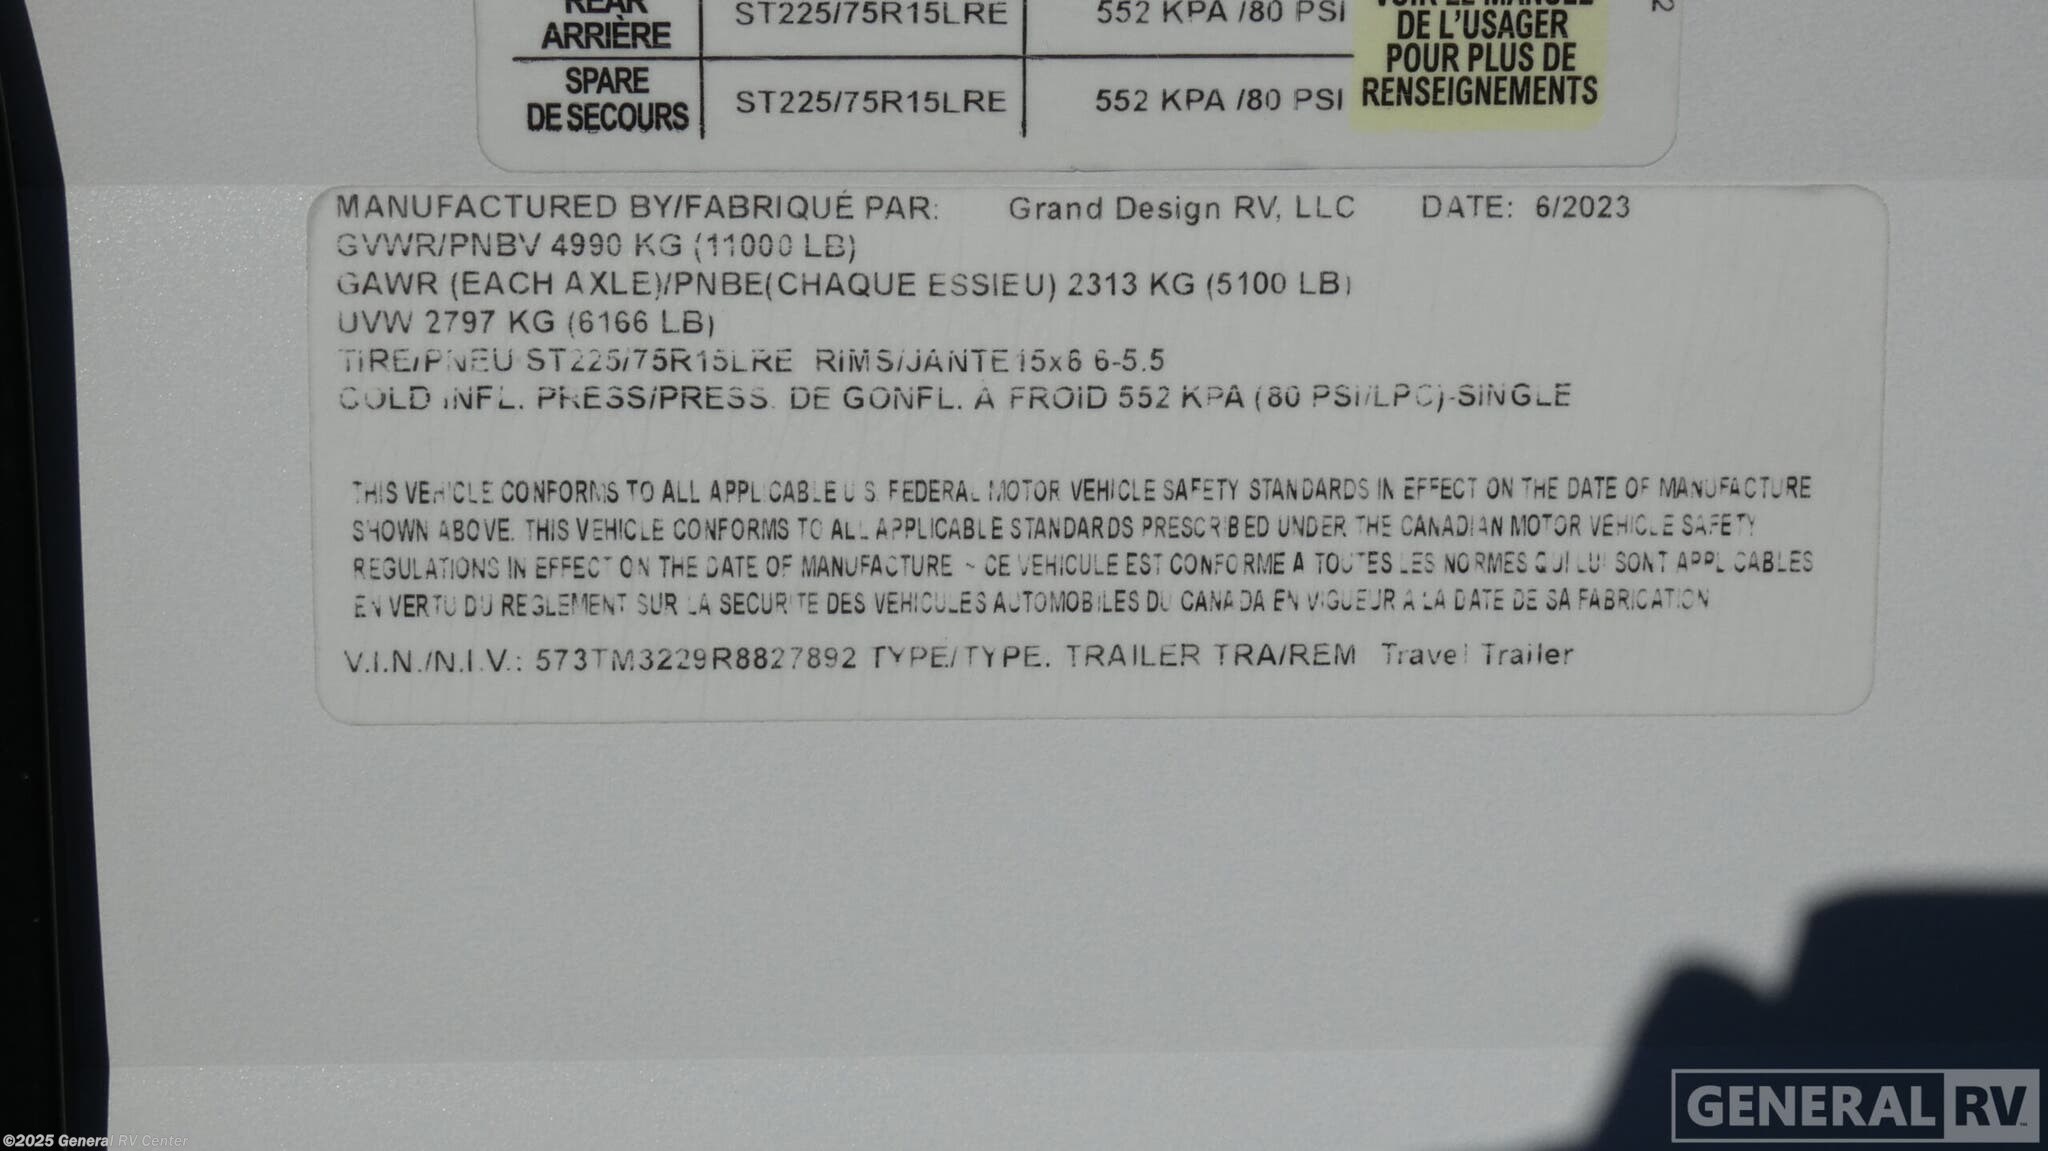 REAR ST225/75R15LRE 552 KPA /80 PSI VOIR LE MANUEL
ARRIÈRE DE L'USAGER
POUR PLUS DE
SPARE RENSEIGNEMENTS
DE SECOURS ST225/75R15LRE 552 KPA /80 PSI
MANUFACTURED BY/FABRIQUÉ PAR: Grand Design RV, LLC DATE: 6/2023
GVWR/PNBV 4990 KG (11000 LB)
GAWR (EACH AXLE)/PNBE(CHAQUE ESSIEU) 2313 KG (5100 LB)
UVW 2797 KG (6166 LB)
TIRE/PNEU ST225/75R15LRE RIMS/JANTE 15x6 6-5.5
COLD INFL. PRESS/PRESS. DE GONFL. A FROID 552 KPA (80 PSI/LPC)-SINGLE
THIS VEHICLE CONFORMS TO ALL APPLICABLE U.S. FEDERAL MOTOR VEHICLE SAFETY STANDARDS IN EFFECT ON THE DATE OF MANUFACTURE
SHOWN ABOVE. THIS VEHICLE CONFORMS TO ALL APPLICABLE STANDARDS PRESCRIBED UNDER THE CANADIAN MOTOR VEHICLE SAFETY
REGULATIONS IN EFFECT ON THE DATE OF MANUFACTURE ~ CE VEHICULE EST CONFORME A TOUTES LES NORMES QUI LUI SONT APPLICABLES
EN VERTU DU REGLEMENT SUR LA SECURITE DES VEHICULES AUTOMOBILES DU CANADA EN VIGUEUR A LA DATE DE SA FABRICATION
V.I.N./N.I.V.: 573TM3229R8827892 TYPE/TYPE. TRAILER TRA/REM Travel Trailer
GENERAL RV
©2025 General RV Center